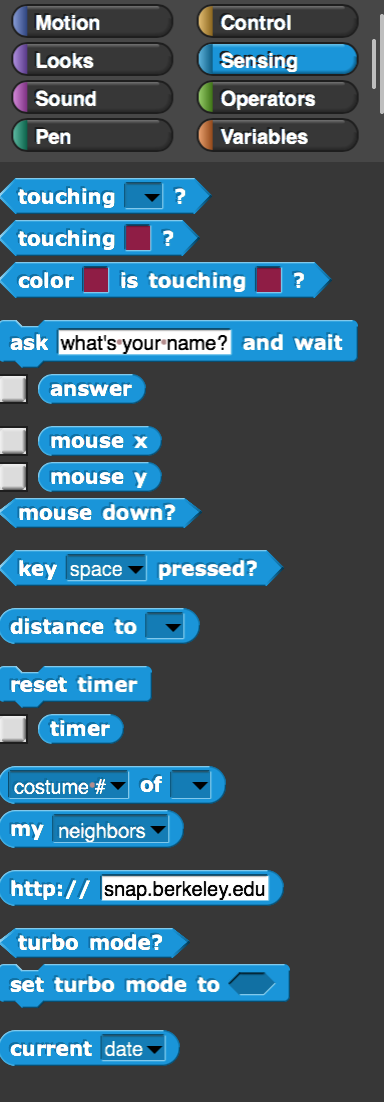 Motion Control
Looks Sensing
Sound Operators
Pen Variables
touching ?
touching ?
color is touching ?
ask what's your name? and wait
answer
mouse x
mouse y
mouse down?
key space pressed?
distance to
reset timer
timer
costume # of
my neighbors
http:// snap.berkeley.edu
turbo mode?
set turbo mode to
current date